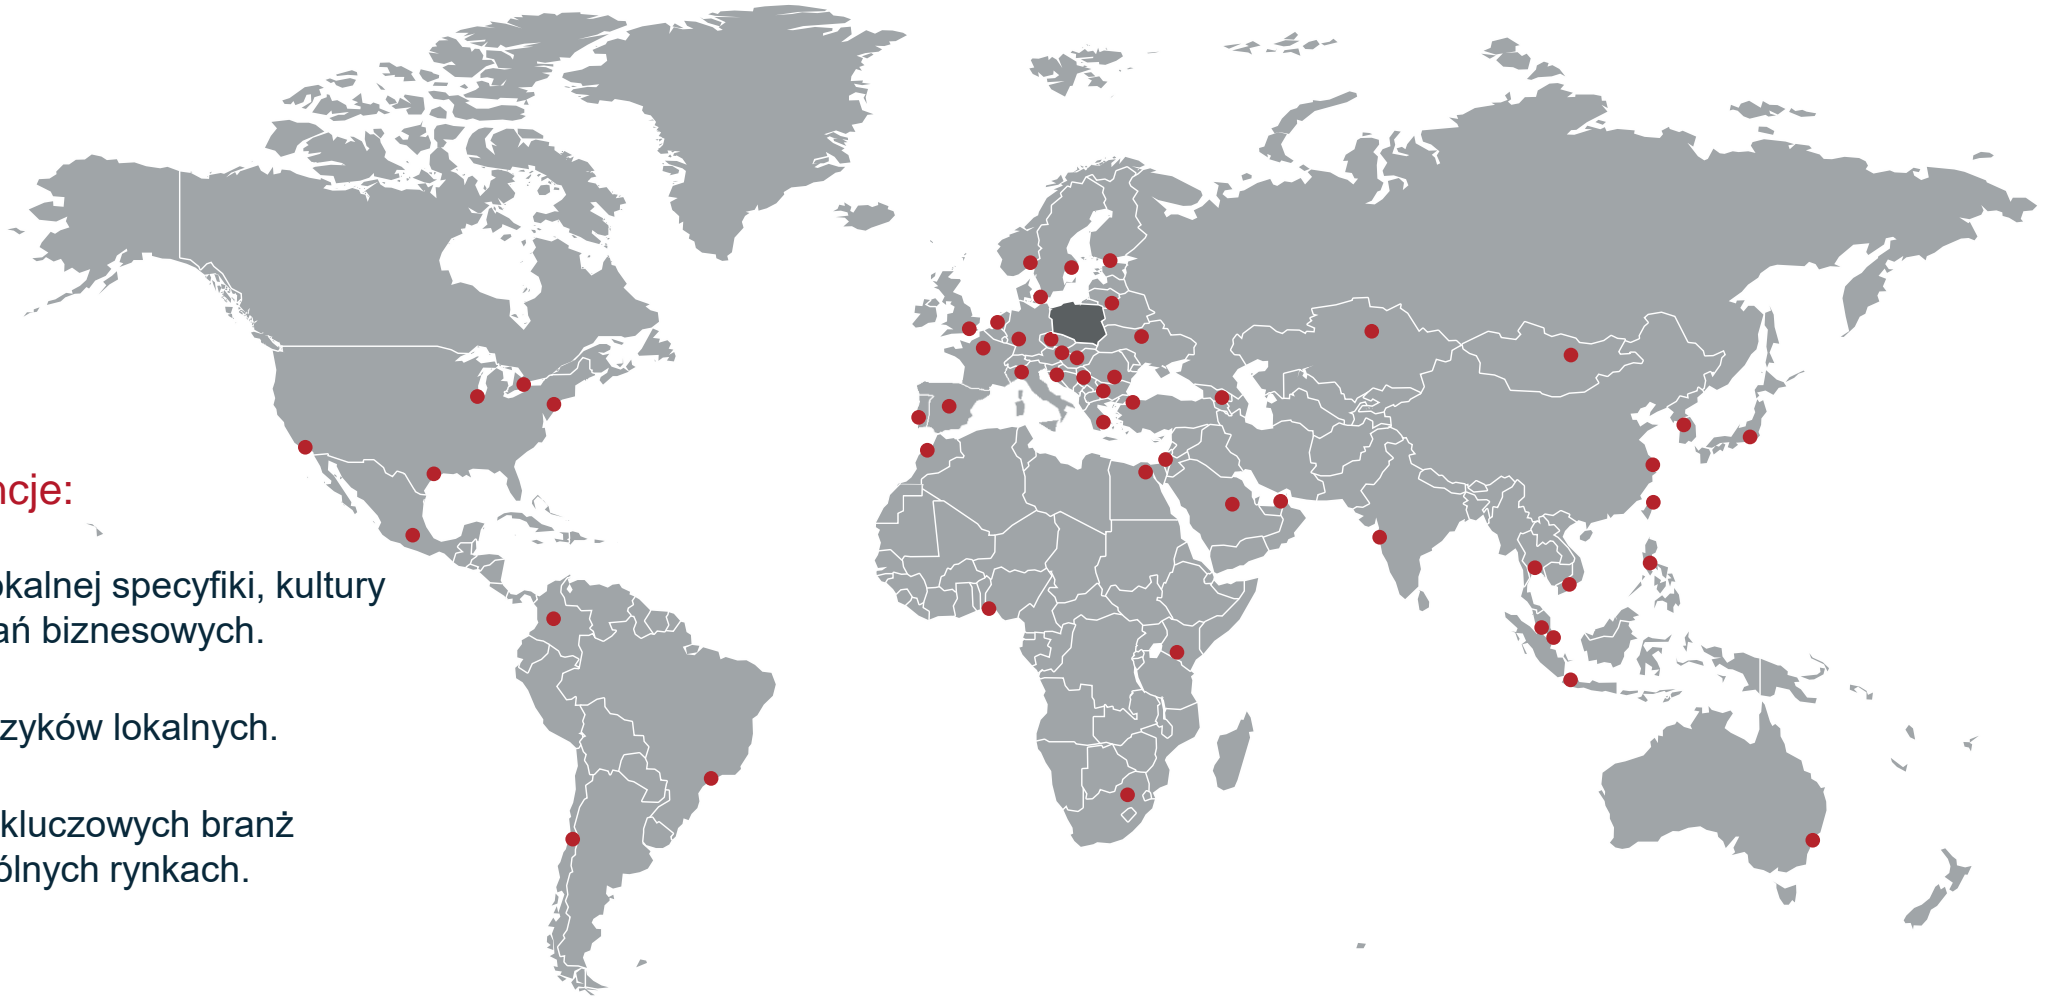 ncje:
okalnej specyfiki, kultury
ań biznesowych.
zyków lokalnych.
kluczowych branż
ólnych rynkach.